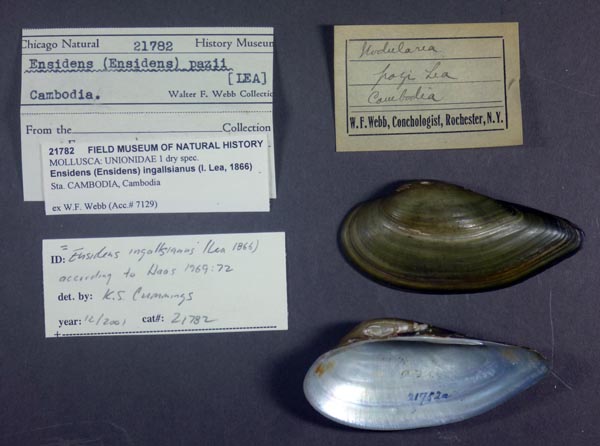 Chicago Natural 21782 History Museum
Ensidens (Ensidens) pazii
[LEA]
Cambodia. Walter F. Webb Collectio
From the Collection
21782 FIELD MUSEUM OF NATURAL HISTORY
MOLLUSCA: UNIONIDAE 1 dry spec.
Ensidens (Ensidens) ingallsianus (I. Lea, 1866)
Sta. CAMBODIA, Cambodia
ex W.F. Webb (Acc.# 7129)
ID: = Ensidens ingallsianus (Lea 1866)
according to Haas 1969:72
det. by: K.S. Cummings
year: 12/2001 cat#: 21782
Nodularia
pazi Lea
Cambodia
W. F. Webb, Conchologist, Rochester, N. Y.
21782a